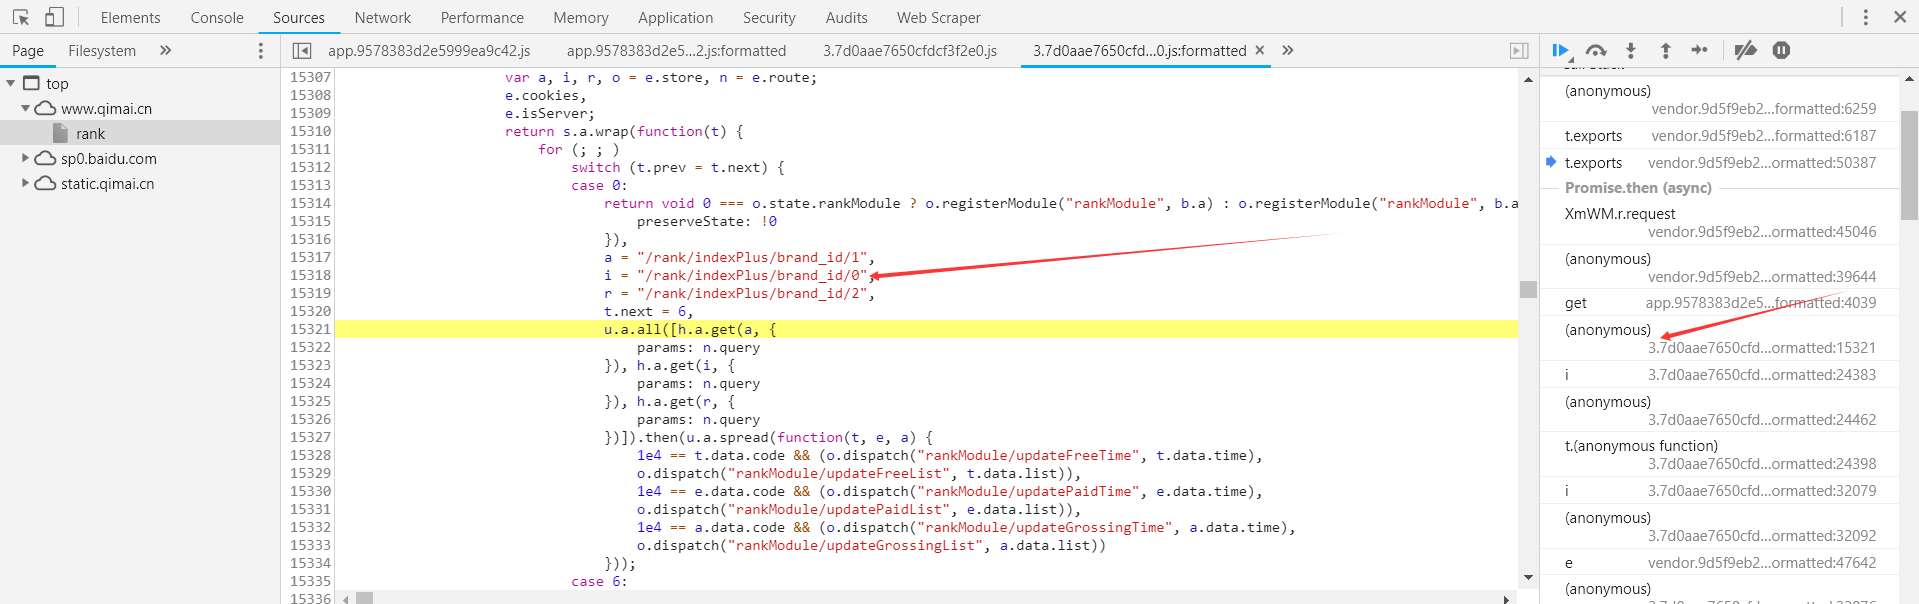 Elements Console Sources Network Performance Memory Application Security Audits Web Scraper
Page Filesystem
app.9578383d2e5999ea9c42.js app.9578383d2e5...2.js:formatted 3.7d0aae7650cfdcf3f2e0.js 3.7d0aae7650cfd...0.js:formatted
top
www.qimai.cn
rank
sp0.baidu.com
static.qimai.cn
15307 var a, i, r, o = e.store, n = e.route;
15308 e.cookies,
15309 e.isServer;
15310 return s.a.wrap(function(t) {
15311 for (; ; )
15312 switch (t.prev = t.next) {
15313 case 0:
15314 return void 0 === o.state.rankModule ? o.registerModule("rankModule", b.a) : o.registerModule("rankModule", b.a
15315 preserveState: !0
15316 }),
15317 a = "/rank/indexPlus/brand_id/1",
15318 i = "/rank/indexPlus/brand_id/0",
15319 r = "/rank/indexPlus/brand_id/2",
15320 t.next = 6,
15321 u.a.all([h.a.get(a, {
15322 params: n.query
15323 }), h.a.get(i, {
15324 params: n.query
15325 }), h.a.get(r, {
15326 params: n.query
15327 })]).then(u.a.spread(function(t, e, a) {
15328 1e4 == t.data.code && (o.dispatch("rankModule/updateFreeTime", t.data.time),
15329 o.dispatch("rankModule/updateFreeList", t.data.list)),
15330 1e4 == e.data.code && (o.dispatch("rankModule/updatePaidTime", e.data.time),
15331 o.dispatch("rankModule/updatePaidList", e.data.list)),
15332 1e4 == a.data.code && (o.dispatch("rankModule/updateGrossingTime", a.data.time),
15333 o.dispatch("rankModule/updateGrossingList", a.data.list))
15334 }));
15335 case 6:
15336
(anonymous)
vendor.9d5f9eb2...formatted:6259
t.exports vendor.9d5f9eb2...formatted:6187
t.exports vendor.9d5f9eb2...formatted:50387
Promise.then (async)
XmWM.r.request
vendor.9d5f9eb2...formatted:45046
(anonymous)
vendor.9d5f9eb2...formatted:39644
get app.9578383d2e5...formatted:4039
(anonymous)
3.7d0aae7650cfd...ormatted:15321
i 3.7d0aae7650cfd...ormatted:24383
(anonymous)
3.7d0aae7650cfd...ormatted:24462
t.(anonymous function)
3.7d0aae7650cfd...ormatted:24398
i 3.7d0aae7650cfd...ormatted:32079
(anonymous)
3.7d0aae7650cfd...ormatted:32092
e vendor.9d5f9eb2...formatted:47642
(anonymous)